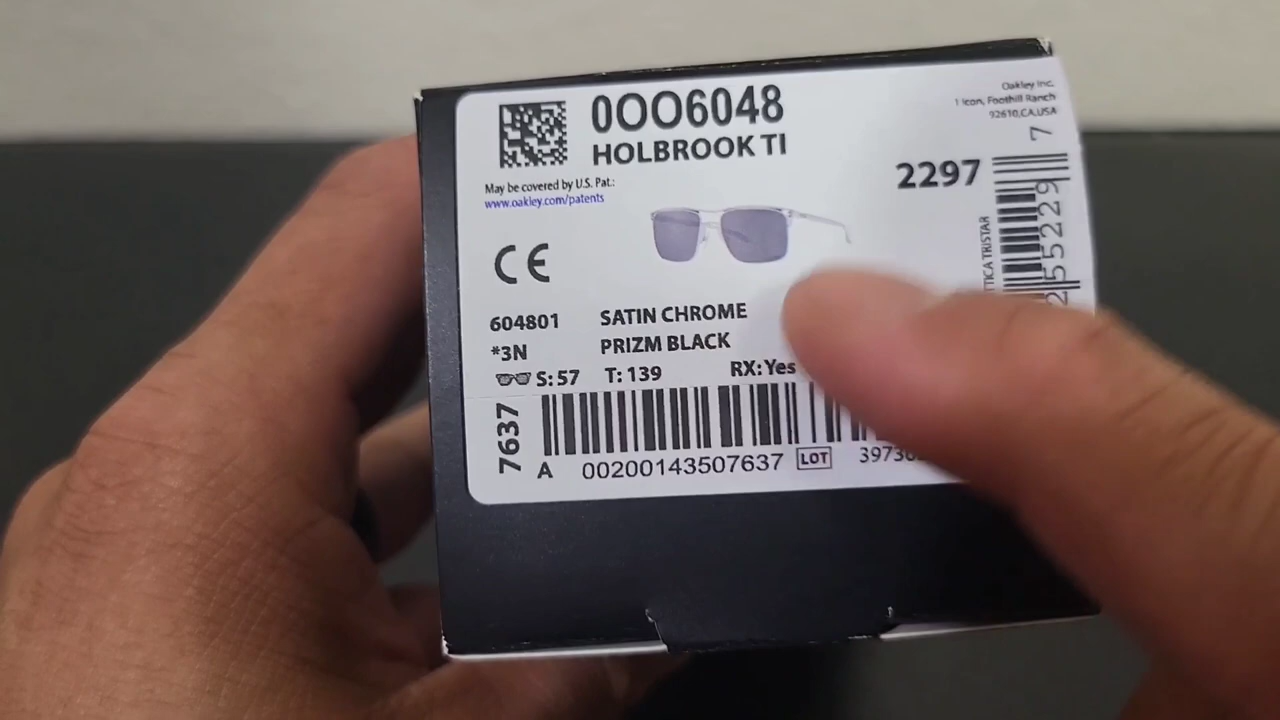 0OO6048
HOLBROOK TI
Oakley Inc.
1 Icon, Foothill Ranch
92610,CA,USA
May be covered by U.S. Pat.:
www.oakley.com/patents
2297
7
255229
TRISTAR
CE
604801 SATIN CHROME
*3N PRIZM BLACK
S: 57 T: 139 RX: Yes
7637
A 00200143507637 LOT 3973